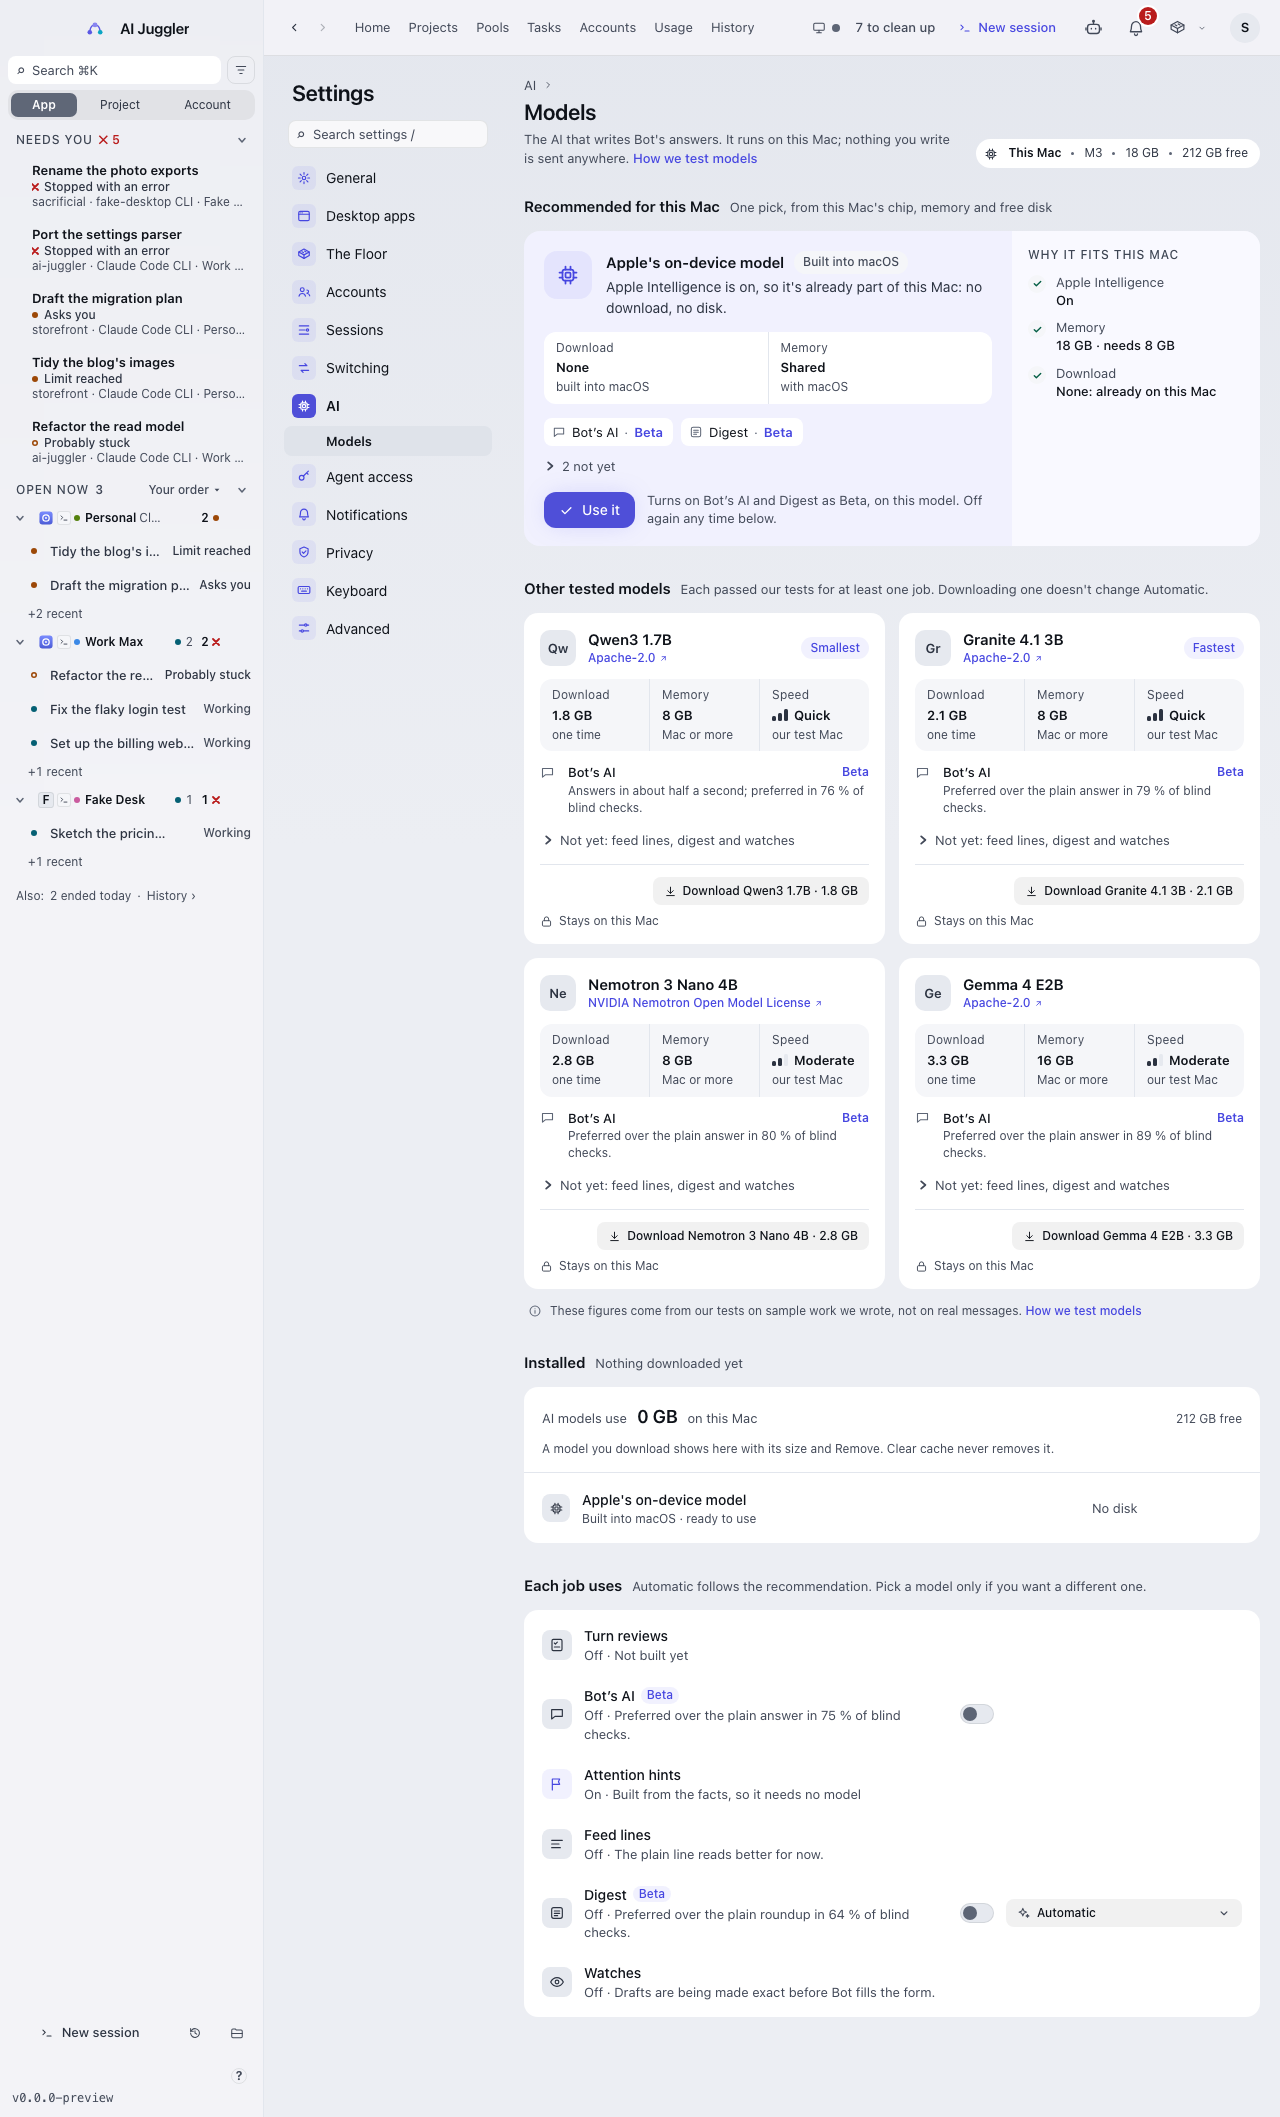 AI Juggler
Search ⌘K
App Project Account
NEEDS YOU 5
Rename the photo exports
Stopped with an error
sacrificial · fake-desktop CLI · Fake ...
Port the settings parser
Stopped with an error
ai-juggler · Claude Code CLI · Work ...
Draft the migration plan
Asks you
storefront · Claude Code CLI · Perso...
Tidy the blog's images
Limit reached
storefront · Claude Code CLI · Perso...
Refactor the read model
Probably stuck
ai-juggler · Claude Code CLI · Work ...
OPEN NOW 3 Your order
Personal Cl... 2
Tidy the blog's i... Limit reached
Draft the migration p... Asks you
+2 recent
Work Max 2 2
Refactor the re... Probably stuck
Fix the flaky login test Working
Set up the billing web... Working
+1 recent
F Fake Desk 1 1
Sketch the pricin... Working
+1 recent
Also: 2 ended today · History ›
New session
?
v0.0.0-preview
Home Projects Pools Tasks Accounts Usage History
7 to clean up New session 5 S
Settings
Search settings /
General
Desktop apps
The Floor
Accounts
Sessions
Switching
AI
Models
Agent access
Notifications
Privacy
Keyboard
Advanced
AI ›
Models
The AI that writes Bot's answers. It runs on this Mac; nothing you write
is sent anywhere. How we test models
This Mac • M3 • 18 GB • 212 GB free
Recommended for this Mac One pick, from this Mac's chip, memory and free disk
Apple's on-device model Built into macOS
Apple Intelligence is on, so it's already part of this Mac: no
download, no disk.
Download Memory
None Shared
built into macOS with macOS
Bot's AI · Beta Digest · Beta
2 not yet
Use it
Turns on Bot's AI and Digest as Beta, on this model. Off
again any time below.
WHY IT FITS THIS MAC
Apple Intelligence
On
Memory
18 GB · needs 8 GB
Download
None: already on this Mac
Other tested models Each passed our tests for at least one job. Downloading one doesn't change Automatic.
Qw Qwen3 1.7B Smallest
Apache-2.0
Download Memory Speed
1.8 GB 8 GB Quick
one time Mac or more our test Mac
Bot's AI Beta
Answers in about half a second; preferred in 76 % of
blind checks.
Not yet: feed lines, digest and watches
Download Qwen3 1.7B · 1.8 GB
Stays on this Mac
Gr Granite 4.1 3B Fastest
Apache-2.0
Download Memory Speed
2.1 GB 8 GB Quick
one time Mac or more our test Mac
Bot's AI Beta
Preferred over the plain answer in 79 % of blind
checks.
Not yet: feed lines, digest and watches
Download Granite 4.1 3B · 2.1 GB
Stays on this Mac
Ne Nemotron 3 Nano 4B
NVIDIA Nemotron Open Model License
Download Memory Speed
2.8 GB 8 GB Moderate
one time Mac or more our test Mac
Bot's AI Beta
Preferred over the plain answer in 80 % of blind
checks.
Not yet: feed lines, digest and watches
Download Nemotron 3 Nano 4B · 2.8 GB
Stays on this Mac
Ge Gemma 4 E2B
Apache-2.0
Download Memory Speed
3.3 GB 16 GB Moderate
one time Mac or more our test Mac
Bot's AI Beta
Preferred over the plain answer in 89 % of blind
checks.
Not yet: feed lines, digest and watches
Download Gemma 4 E2B · 3.3 GB
Stays on this Mac
These figures come from our tests on sample work we wrote, not on real messages. How we test models
Installed Nothing downloaded yet
AI models use 0 GB on this Mac 212 GB free
A model you download shows here with its size and Remove. Clear cache never removes it.
Apple's on-device model
Built into macOS · ready to use
No disk
Each job uses Automatic follows the recommendation. Pick a model only if you want a different one.
Turn reviews
Off · Not built yet
Bot's AI Beta
Off · Preferred over the plain answer in 75 % of blind
checks.
Attention hints
On · Built from the facts, so it needs no model
Feed lines
Off · The plain line reads better for now.
Digest Beta
Off · Preferred over the plain roundup in 64 % of blind
checks.
Automatic
Watches
Off · Drafts are being made exact before Bot fills the form.